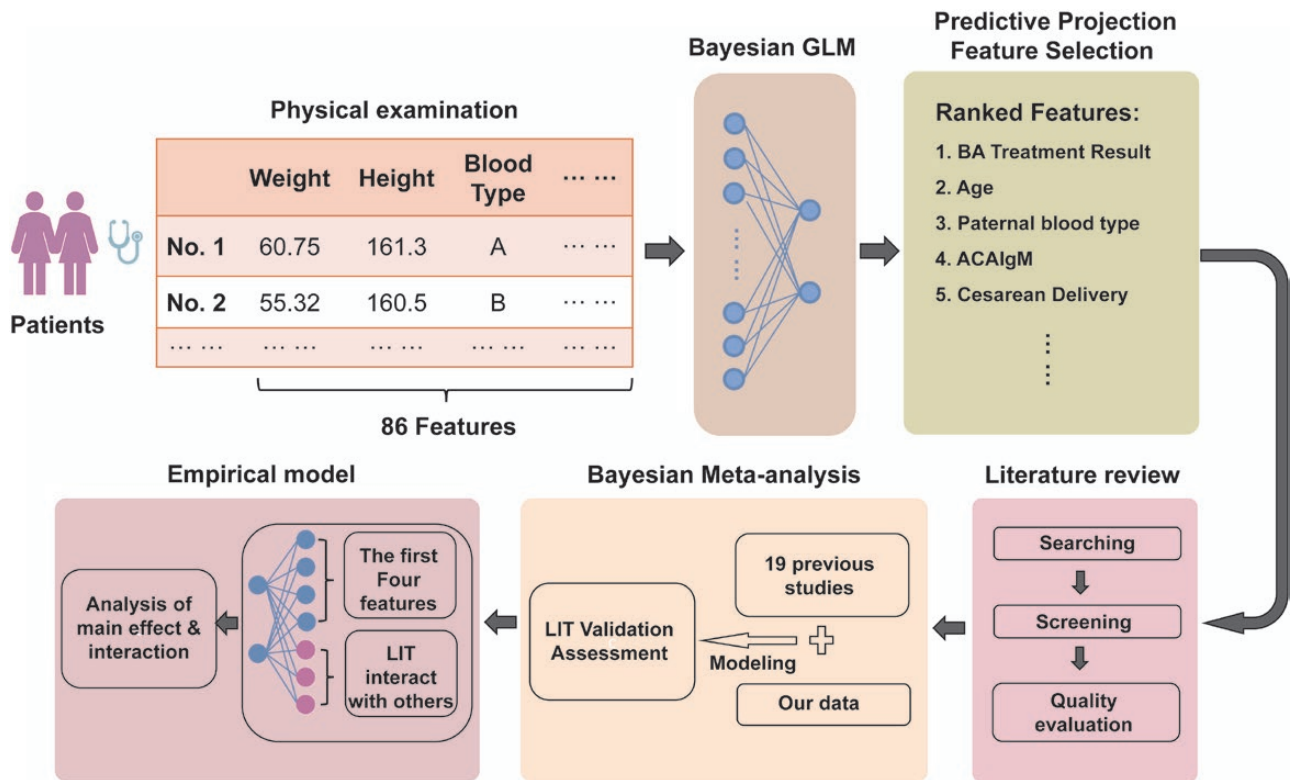 Patients
Physical examination
Weight Height Blood Type ... ...
No. 1 60.75 161.3 A ... ...
No. 2 55.32 160.5 B ... ...
... ... ... ... ... ... ... ... ... ...
86 Features
Bayesian GLM
Predictive Projection
Feature Selection
Ranked Features:
1. BA Treatment Result
2. Age
3. Paternal blood type
4. ACAIgM
5. Cesarean Delivery
Literature review
Searching
Screening
Quality
evaluation
Bayesian Meta-analysis
19 previous
studies
Our data
Modeling
LIT Validation
Assessment
Empirical model
The first
Four
features
LIT
interact
with others
Analysis of
main effect &
interaction